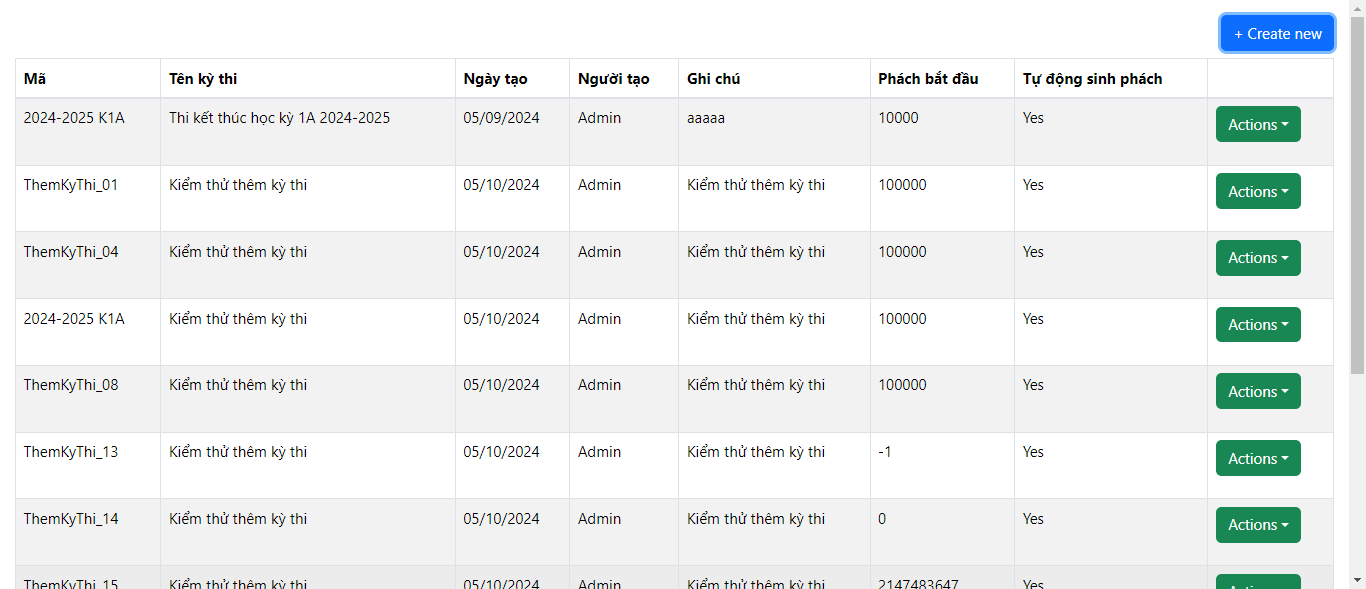 + Create new
Mã Tên kỳ thi Ngày tạo Người tạo Ghi chú Phách bắt đầu Tự động sinh phách
2024-2025 K1A Thi kết thúc học kỳ 1A 2024-2025 05/09/2024 Admin aaaaa 10000 Yes Actions
ThemKyThi_01 Kiểm thử thêm kỳ thi 05/10/2024 Admin Kiểm thử thêm kỳ thi 100000 Yes Actions
ThemKyThi_04 Kiểm thử thêm kỳ thi 05/10/2024 Admin Kiểm thử thêm kỳ thi 100000 Yes Actions
2024-2025 K1A Kiểm thử thêm kỳ thi 05/10/2024 Admin Kiểm thử thêm kỳ thi 100000 Yes Actions
ThemKyThi_08 Kiểm thử thêm kỳ thi 05/10/2024 Admin Kiểm thử thêm kỳ thi 100000 Yes Actions
ThemKyThi_13 Kiểm thử thêm kỳ thi 05/10/2024 Admin Kiểm thử thêm kỳ thi -1 Yes Actions
ThemKyThi_14 Kiểm thử thêm kỳ thi 05/10/2024 Admin Kiểm thử thêm kỳ thi 0 Yes Actions
ThemKyThi_15 Kiểm thử thêm kỳ thi 05/10/2024 Admin Kiểm thử thêm kỳ thi 2147483647 Yes